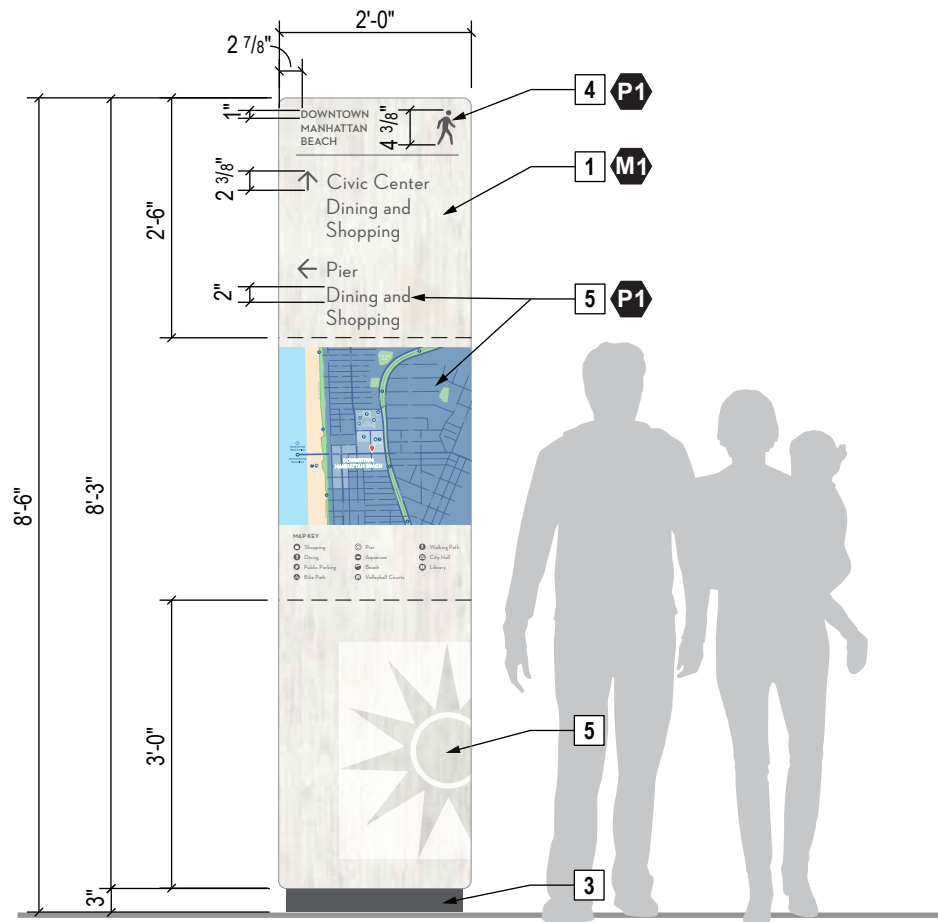 2'-0"
2 7/8"
4 P1
1"
DOWNTOWN
MANHATTAN
BEACH
4 3/8"
1 M1
2 3/8"
Civic Center
Dining and
Shopping
2'-6"
Pier
2"
Dining and
Shopping
5 P1
DOWNTOWN
MANHATTAN BEACH
8'-6"
8'-3"
MAP KEY
Shopping
Dining
Public Parking
Bike Path
Pier
Aquarium
Beach
Volleyball Courts
Walking Path
City Hall
Library
3'-0"
5
3"
3